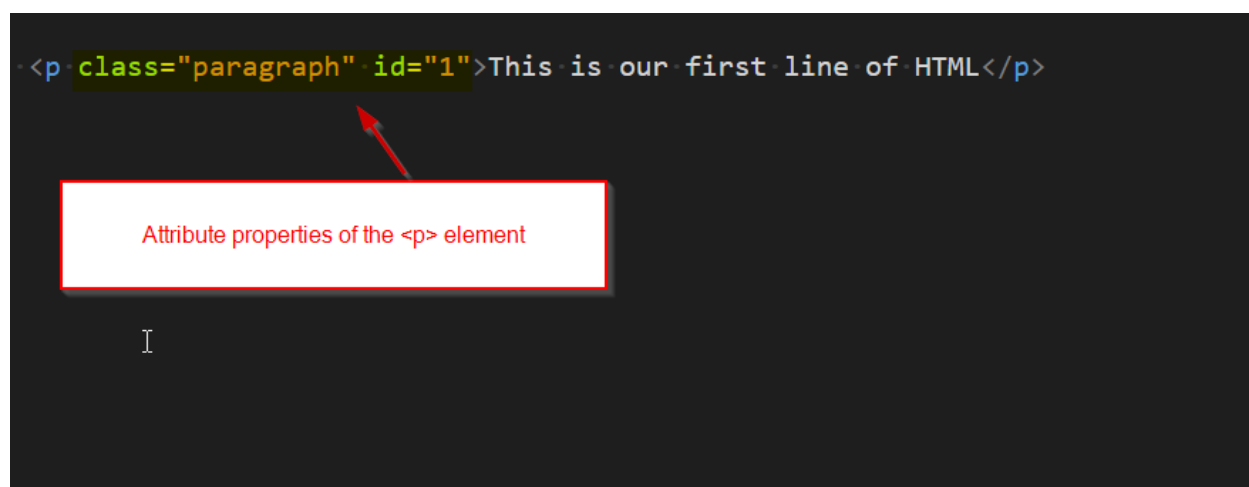 <p class="paragraph" id="1">This is our first line of HTML</p>
Attribute properties of the <p> element